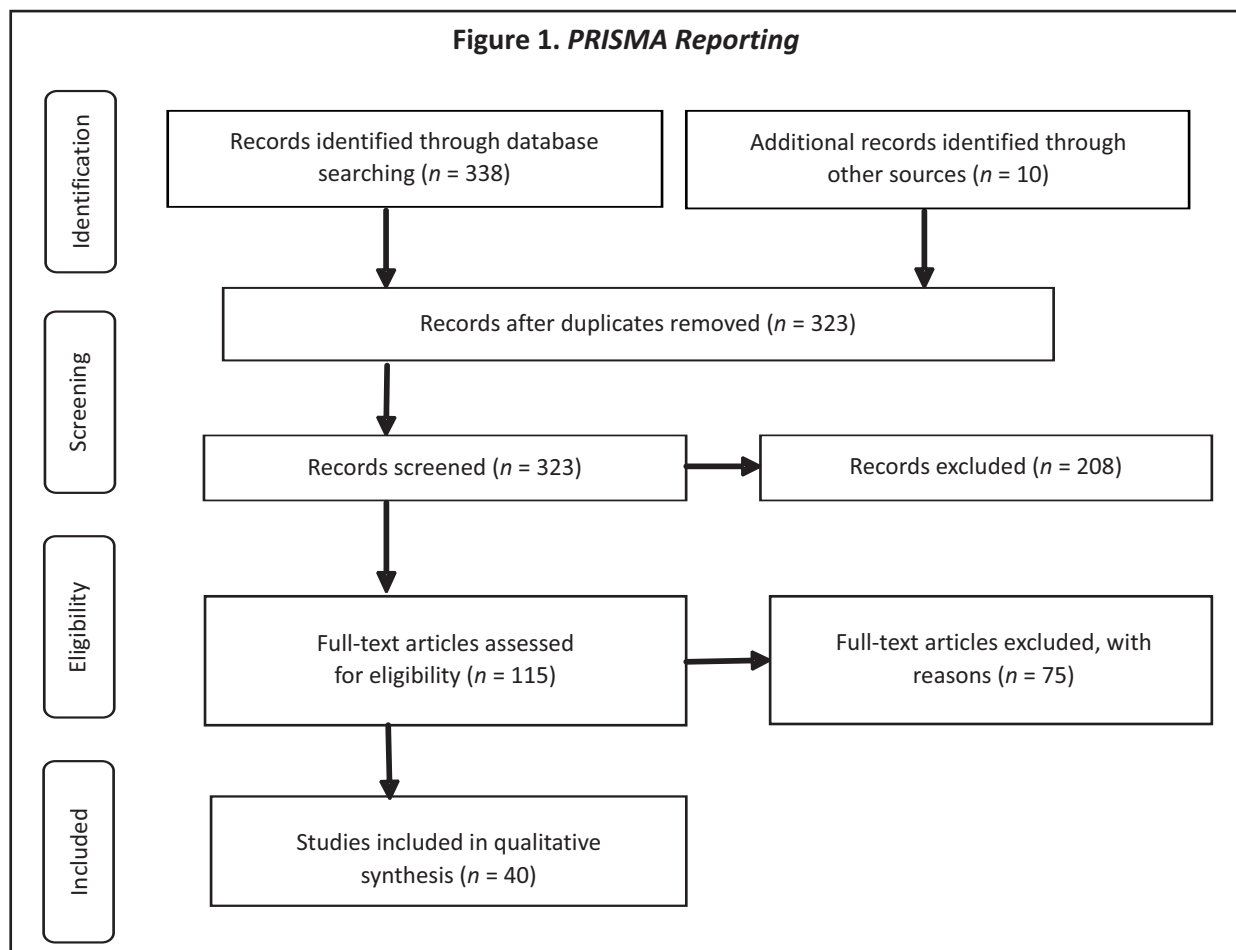 Figure 1. PRISMA Reporting
Identification
Records identified through database
searching (n = 338)
Additional records identified through
other sources (n = 10)
Screening
Records after duplicates removed (n = 323)
Records screened (n = 323)
Records excluded (n = 208)
Eligibility
Full-text articles assessed
for eligibility (n = 115)
Full-text articles excluded, with
reasons (n = 75)
Included
Studies included in qualitative
synthesis (n = 40)